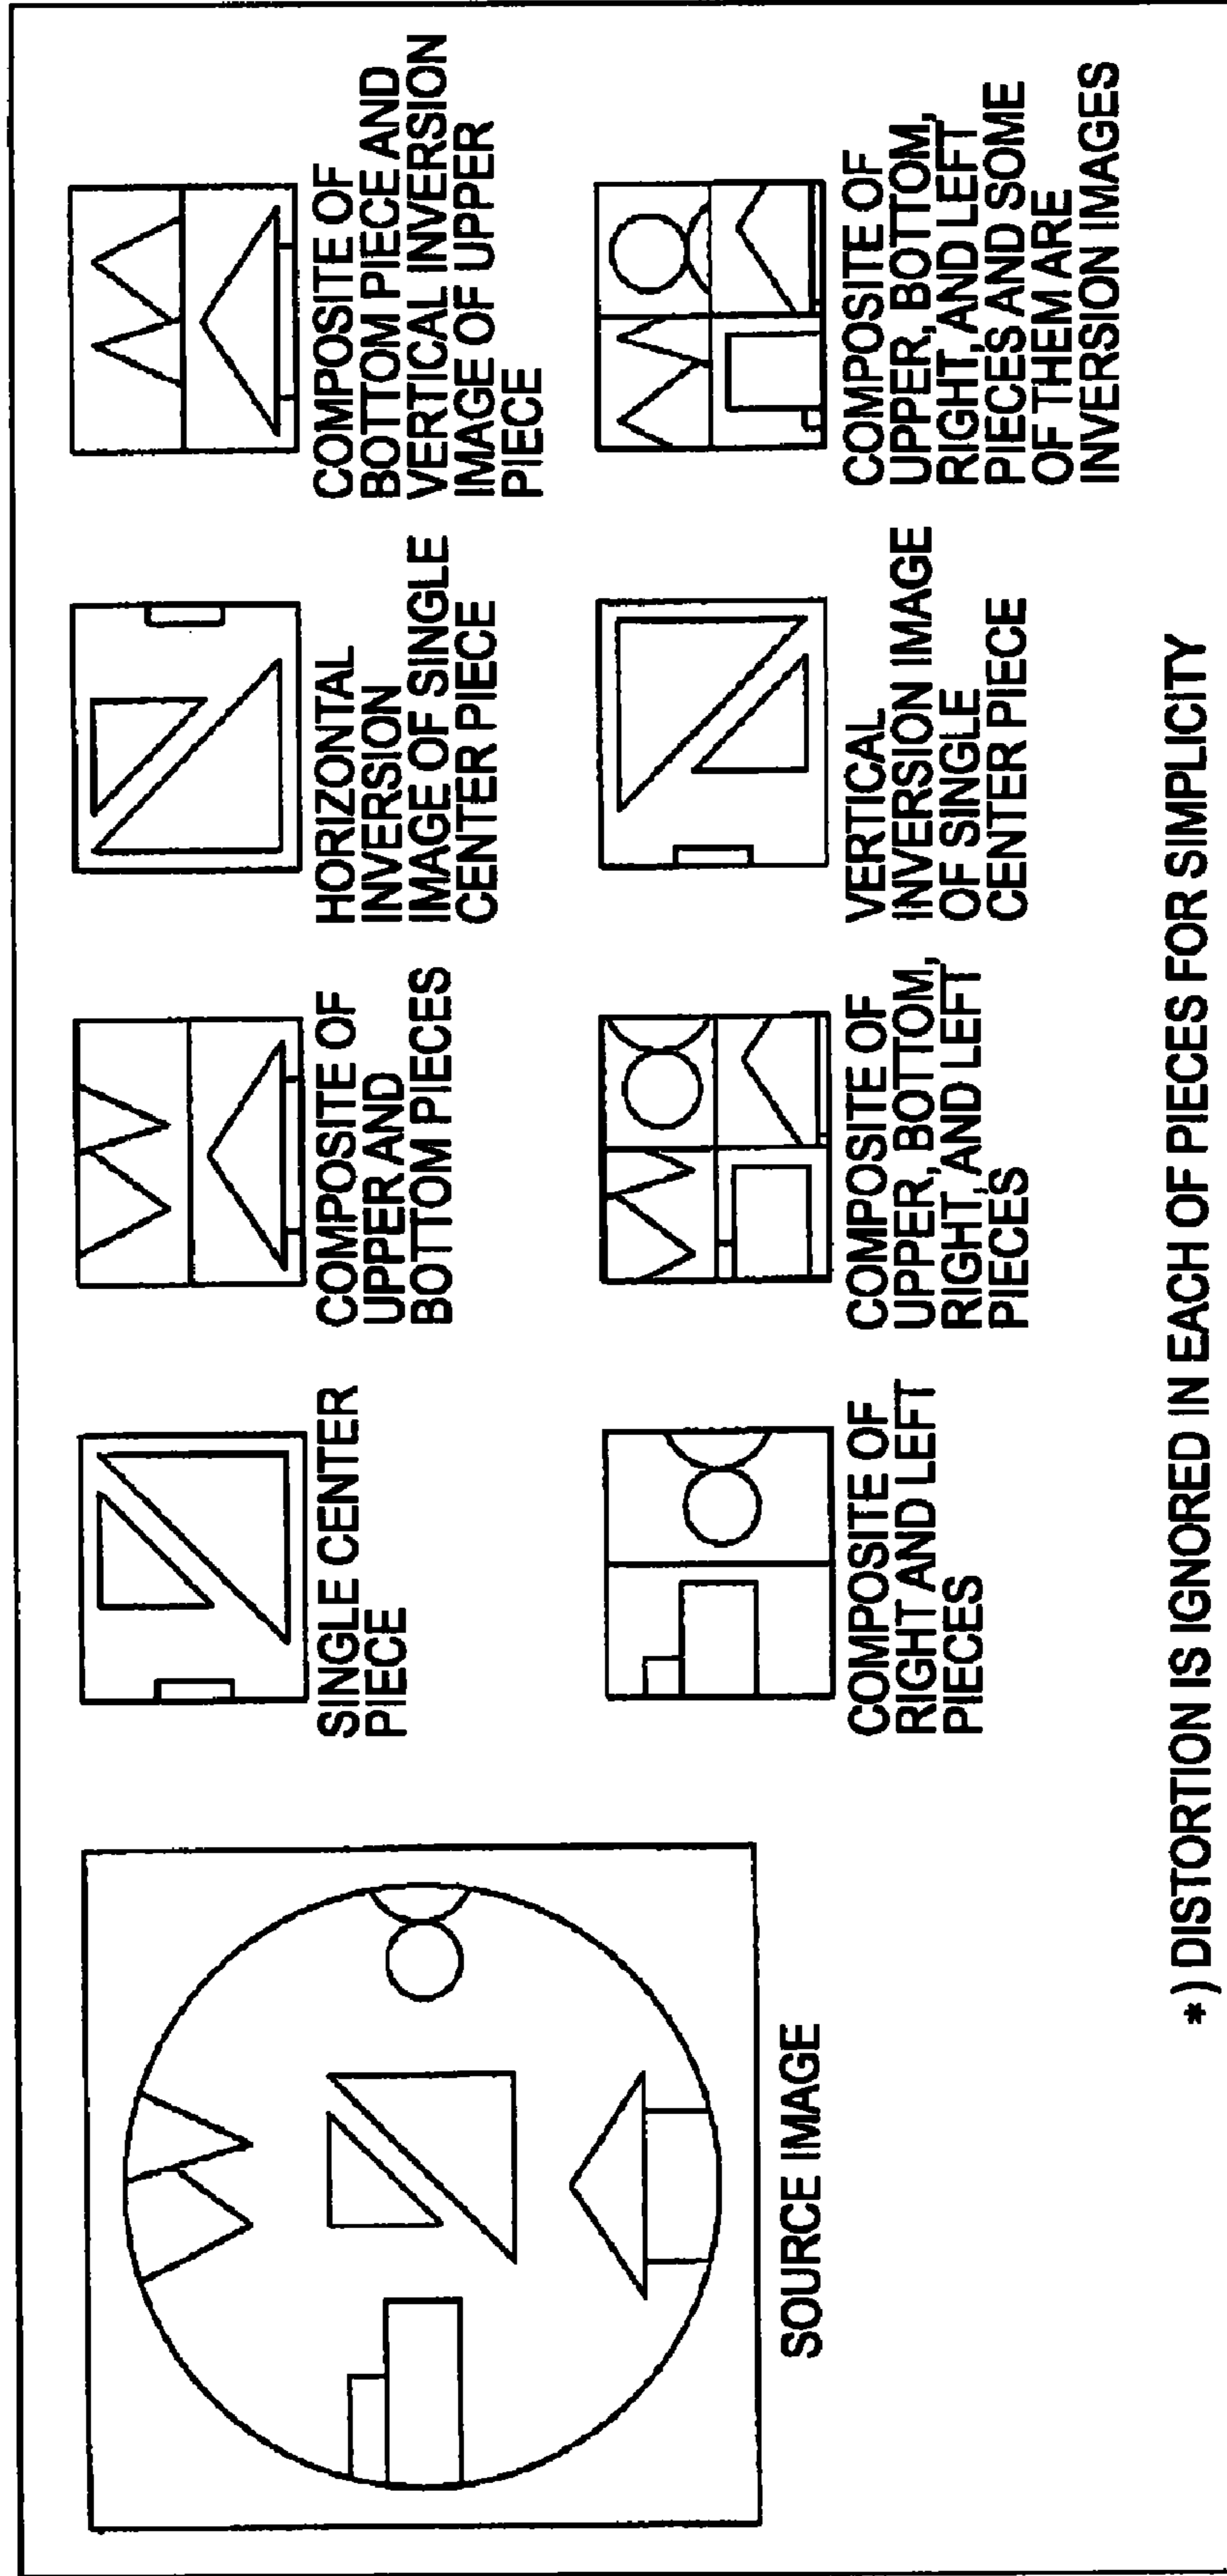 SOURCE IMAGE
SINGLE CENTER
PIECE
COMPOSITE OF
UPPER AND
BOTTOM PIECES
HORIZONTAL
INVERSION
IMAGE OF SINGLE
CENTER PIECE
COMPOSITE OF
BOTTOM PIECE AND
VERTICAL INVERSION
IMAGE OF UPPER
PIECE
COMPOSITE OF
RIGHT AND LEFT
PIECES
COMPOSITE OF
UPPER, BOTTOM,
RIGHT, AND LEFT
PIECES
VERTICAL
INVERSION IMAGE
OF SINGLE
CENTER PIECE
COMPOSITE OF
UPPER, BOTTOM,
RIGHT, AND LEFT
PIECES AND SOME
OF THEM ARE
INVERSION IMAGES
*) DISTORTION IS IGNORED IN EACH OF PIECES FOR SIMPLICITY